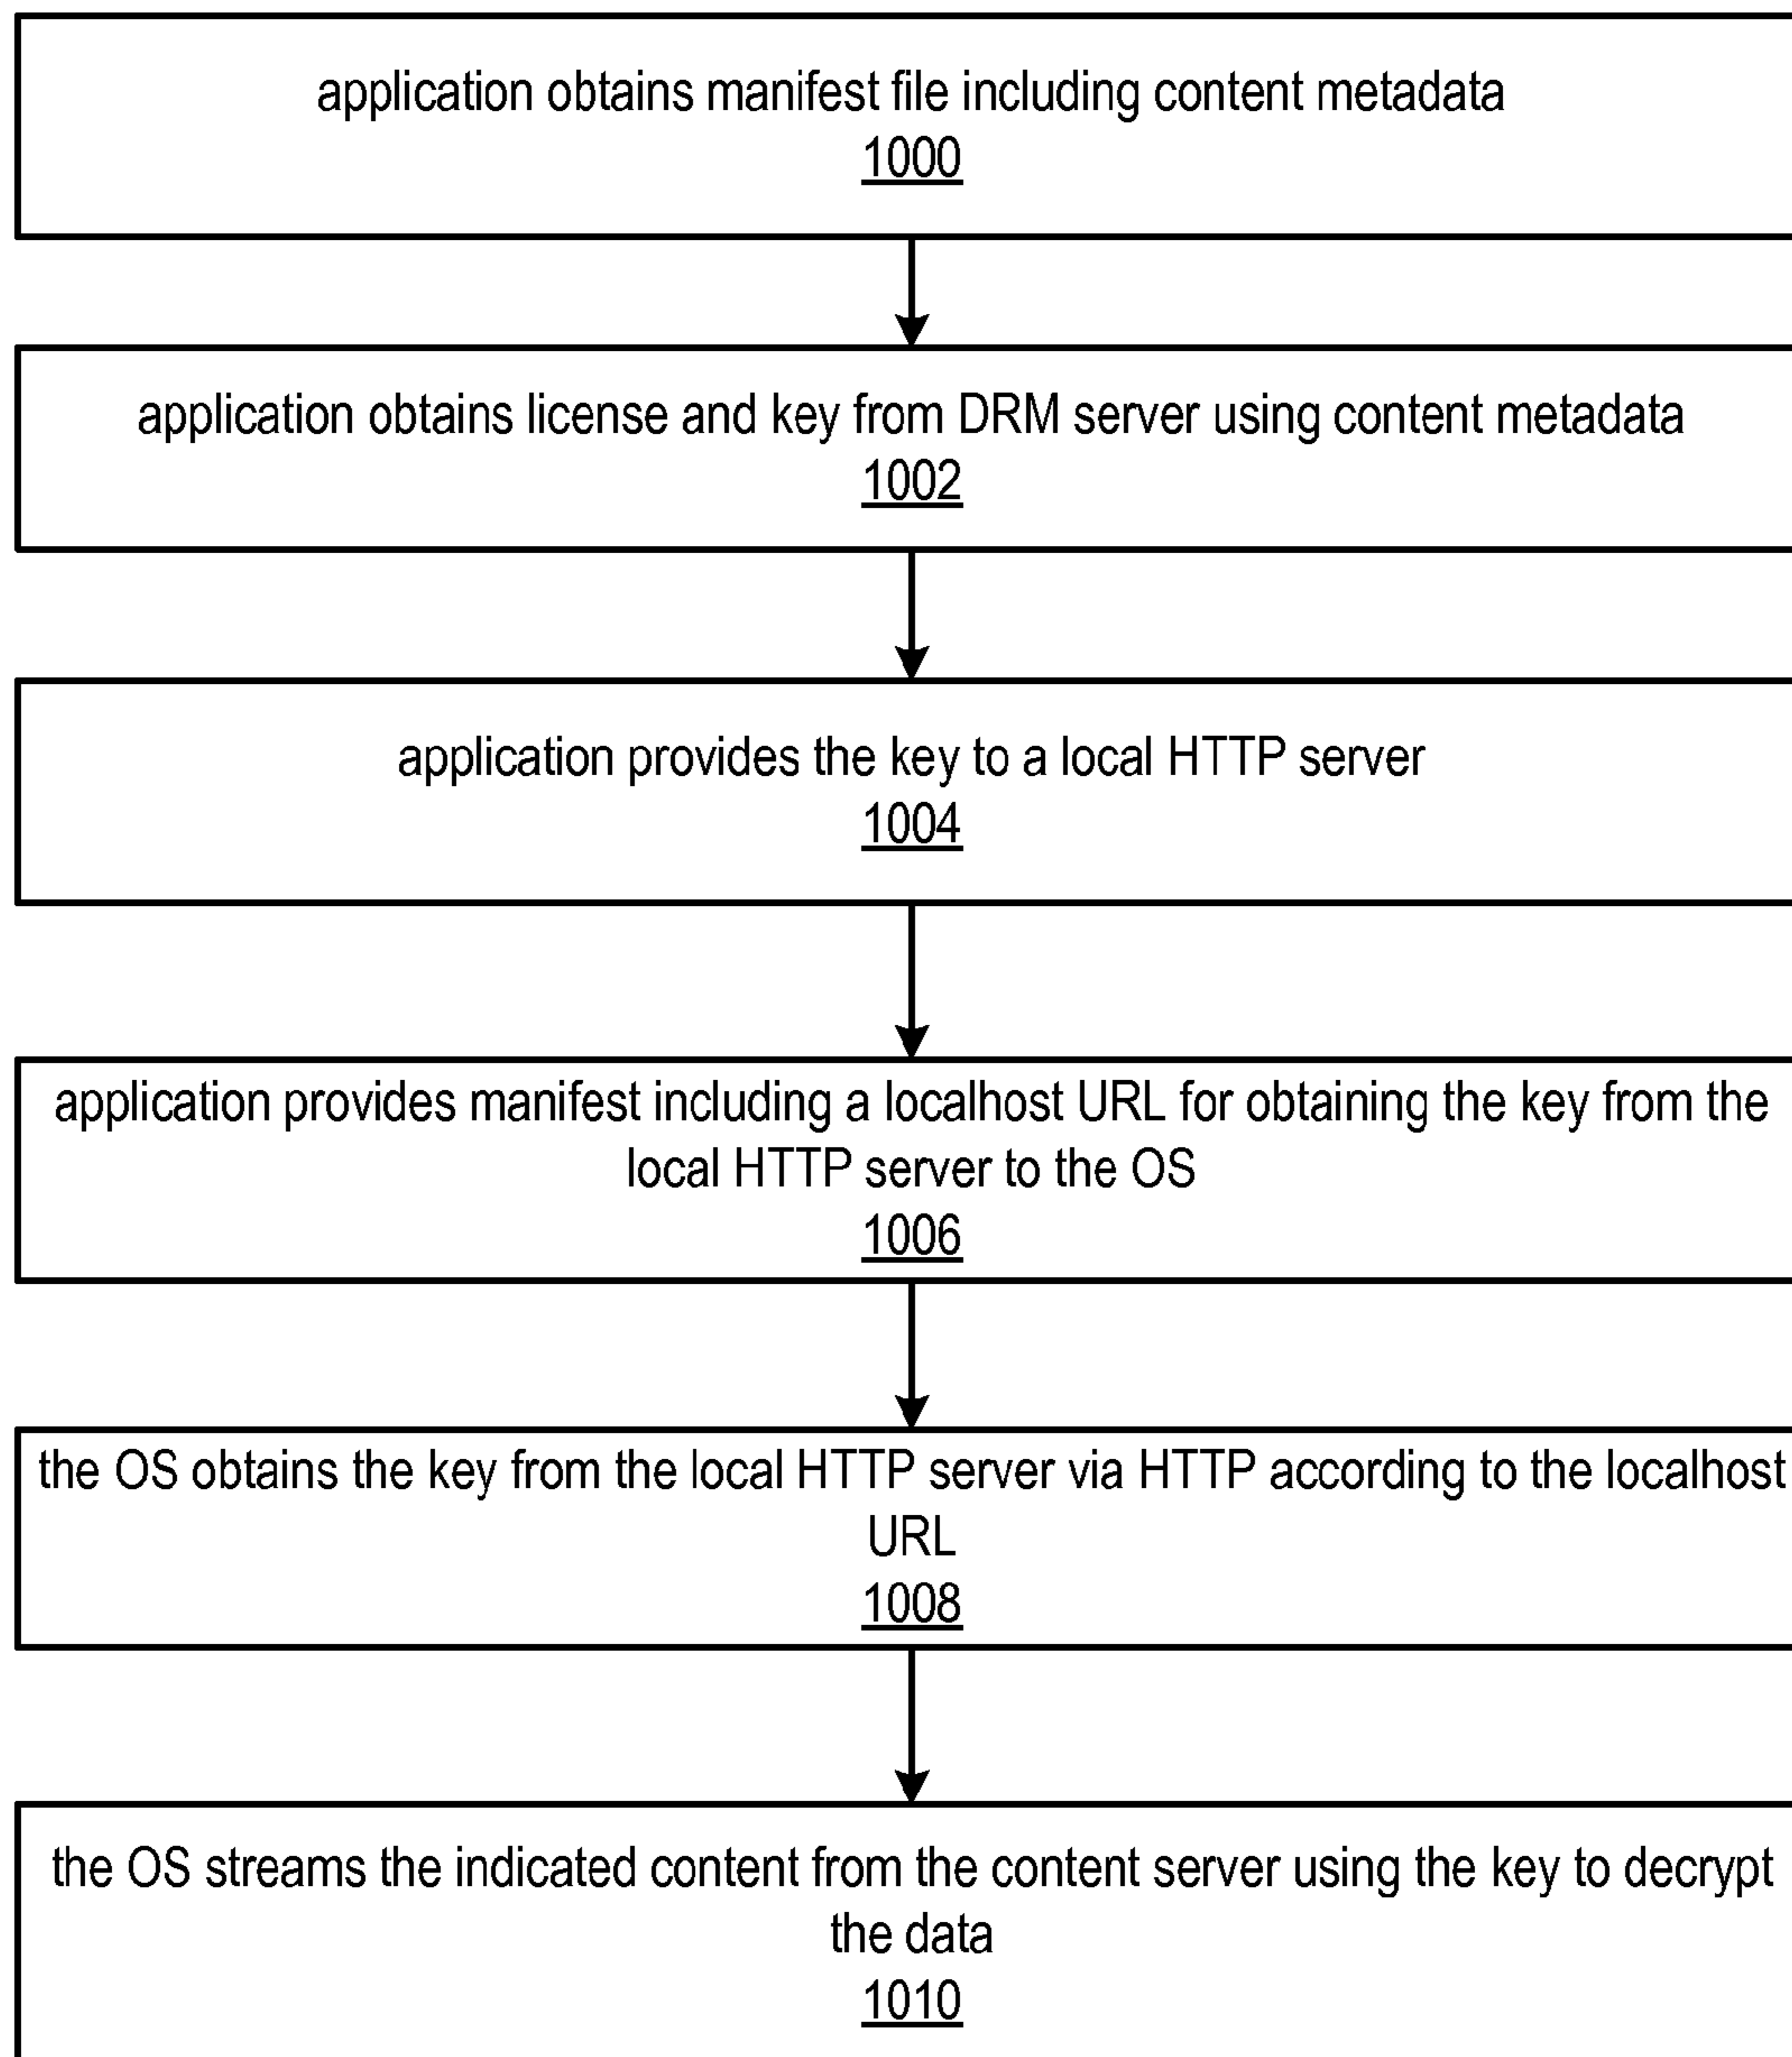 application obtains manifest file including content metadata
1000
application obtains license and key from DRM server using content metadata
1002
application provides the key to a local HTTP server
1004
application provides manifest including a localhost URL for obtaining the key from the
local HTTP server to the OS
1006
the OS obtains the key from the local HTTP server via HTTP according to the localhost
URL
1008
the OS streams the indicated content from the content server using the key to decrypt
the data
1010